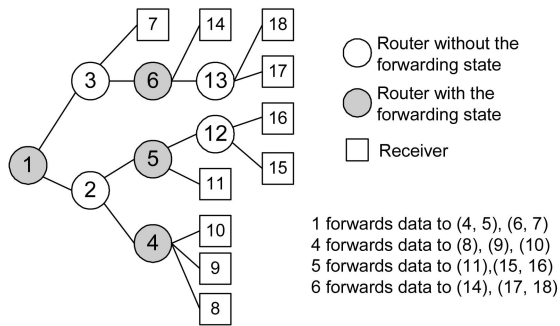 7
14
18
3
6
13
17
16
12
1
5
15
2
11
10
4
9
8
Router without the
forwarding state
Router with the
forwarding state
Receiver
1 forwards data to (4, 5), (6, 7)
4 forwards data to (8), (9), (10)
5 forwards data to (11),(15, 16)
6 forwards data to (14), (17, 18)